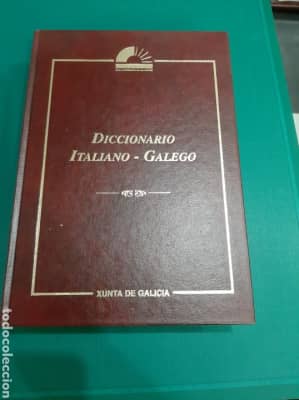 DICCIONARIO
ITALIANO - GALEGO
XUNTA DE GALICIA
todocoleccion